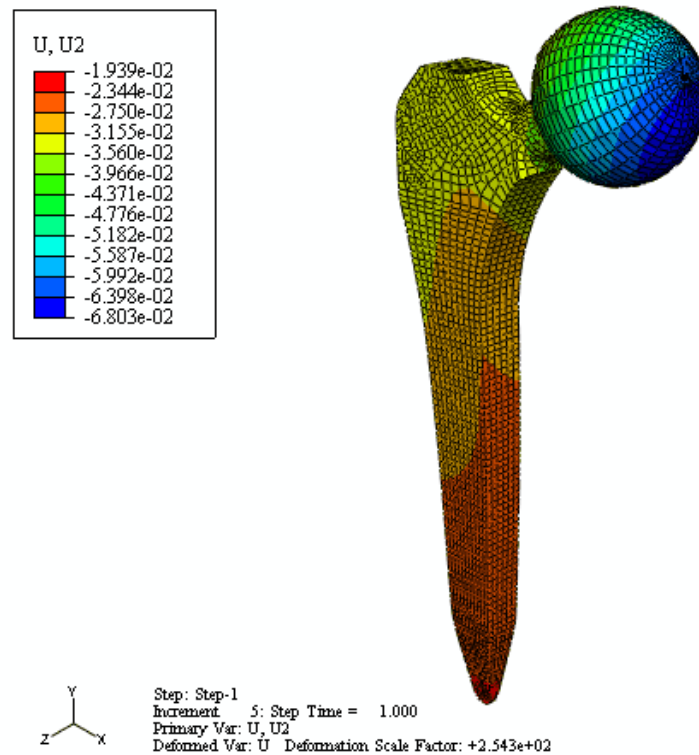 U, U2
-1.939e-02
-2.344e-02
-2.750e-02
-3.155e-02
-3.560e-02
-3.966e-02
-4.371e-02
-4.776e-02
-5.182e-02
-5.587e-02
-5.992e-02
-6.398e-02
-6.803e-02
Y
Z X
Step: Step-1
Increment 5: Step Time = 1.000
Primary Var: U, U2
Deformed Var: U Deformation Scale Factor: +2.543e+02